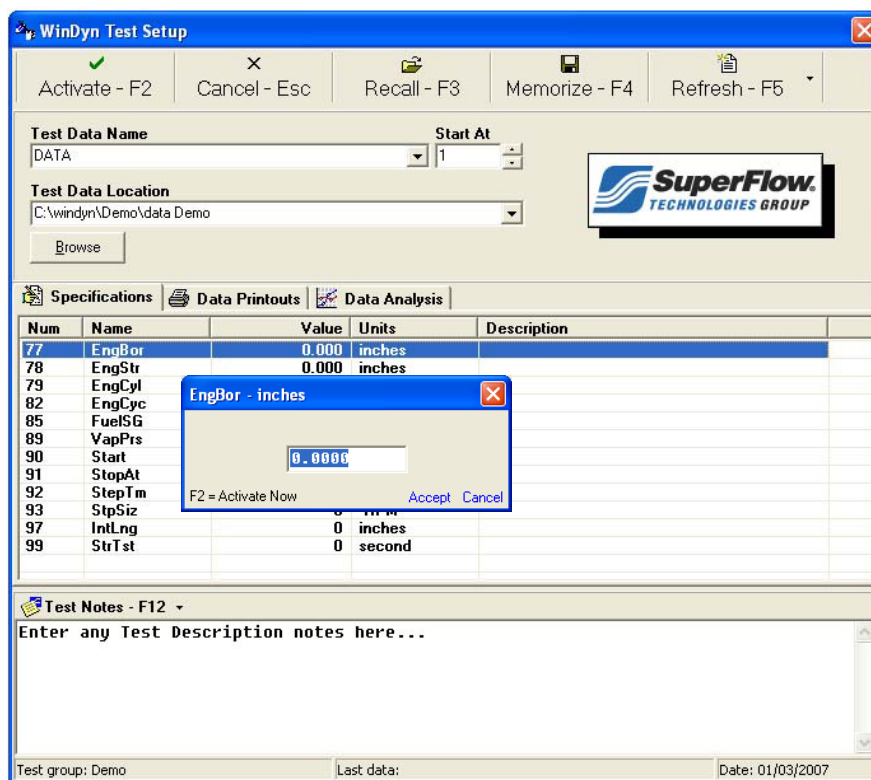 WinDyn Test Setup
Activate - F2 Cancel - Esc Recall - F3 Memorize - F4 Refresh - F5
Test Data Name Start At
DATA 1
Test Data Location
C:\windyn\Demo\data Demo
SuperFlow.
TECHNOLOGIES GROUP
Browse
Specifications Data Printouts Data Analysis
Num Name Value Units Description
77 EngBor 0.000 inches
78 EngStr 0.000 inches
79 EngCyl
82 EngCyc
85 FuelSG
89 VapPrs
90 Start
91 StopAt
92 StepTm
93 StpSiz
97 IntLng 0 inches
99 StrTst 0 second
EngBor - inches
0.0000
F2 = Activate Now Accept Cancel
Test Notes - F12
Enter any Test Description notes here...
Test group: Demo Last data: Date: 01/03/2007